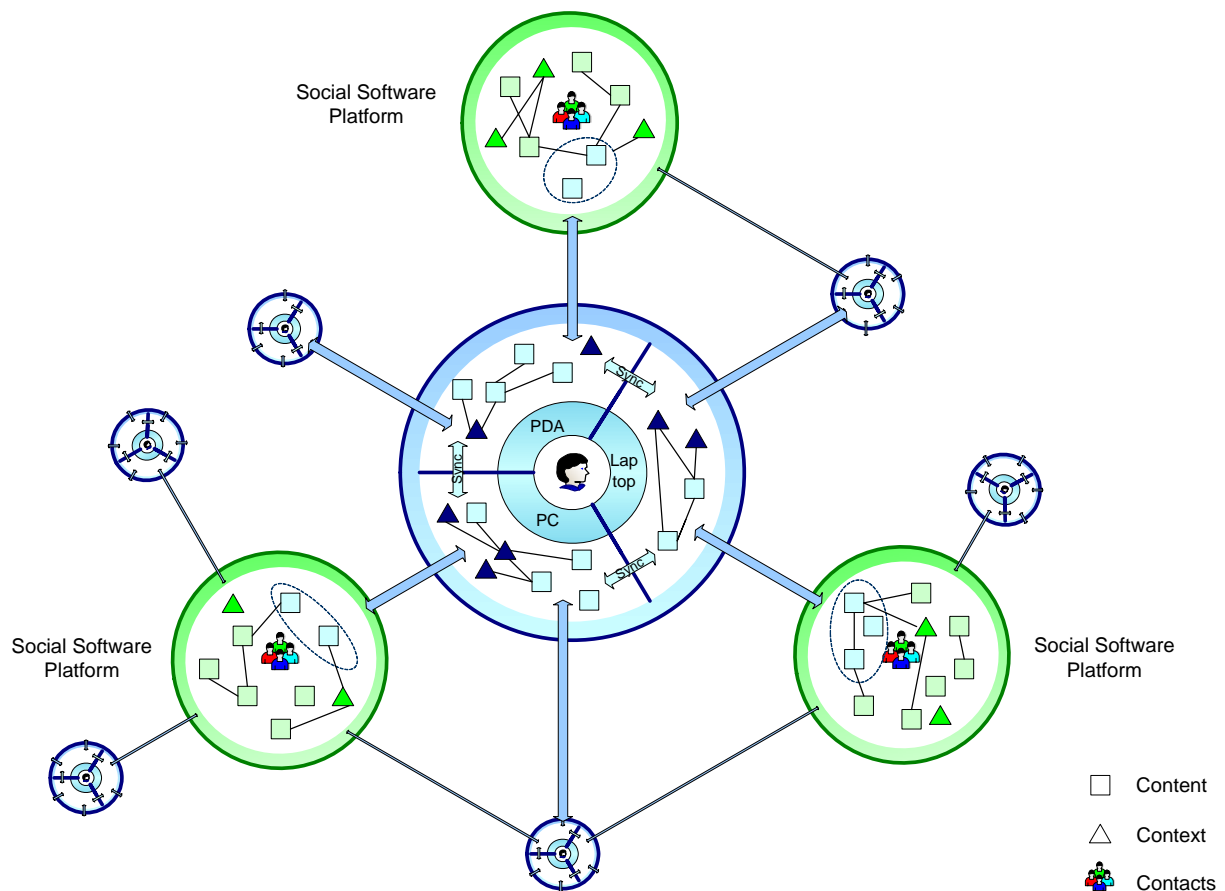 Social Software
Platform
Sync
PDA
Lap
top
Sync
PC
Sync
Social Software
Platform
Social Software
Platform
Content
Context
Contacts